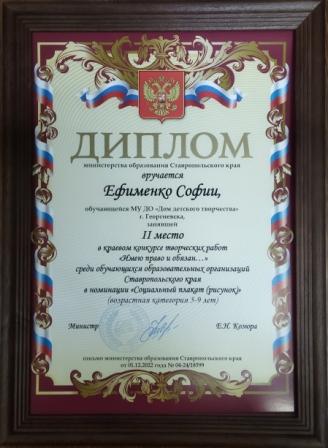 ДИПЛОМ
министерства образования Ставропольского края
вручается
Ефименко Софии,
обучающейся МУ ДО «Дом детского творчества»
г. Георгиевска,
занявшей
II место
в краевом конкурсе творческих работ
«Имею право и обязан…»
среди обучающихся образовательных организаций
Ставропольского края
в номинации «Социальный плакат (рисунок)»
(возрастная категория 5-9 лет)
Министр Е.Н. Козюра
письмо министерства образования Ставропольского края
от 01.12.2022 года № 04-24/18599